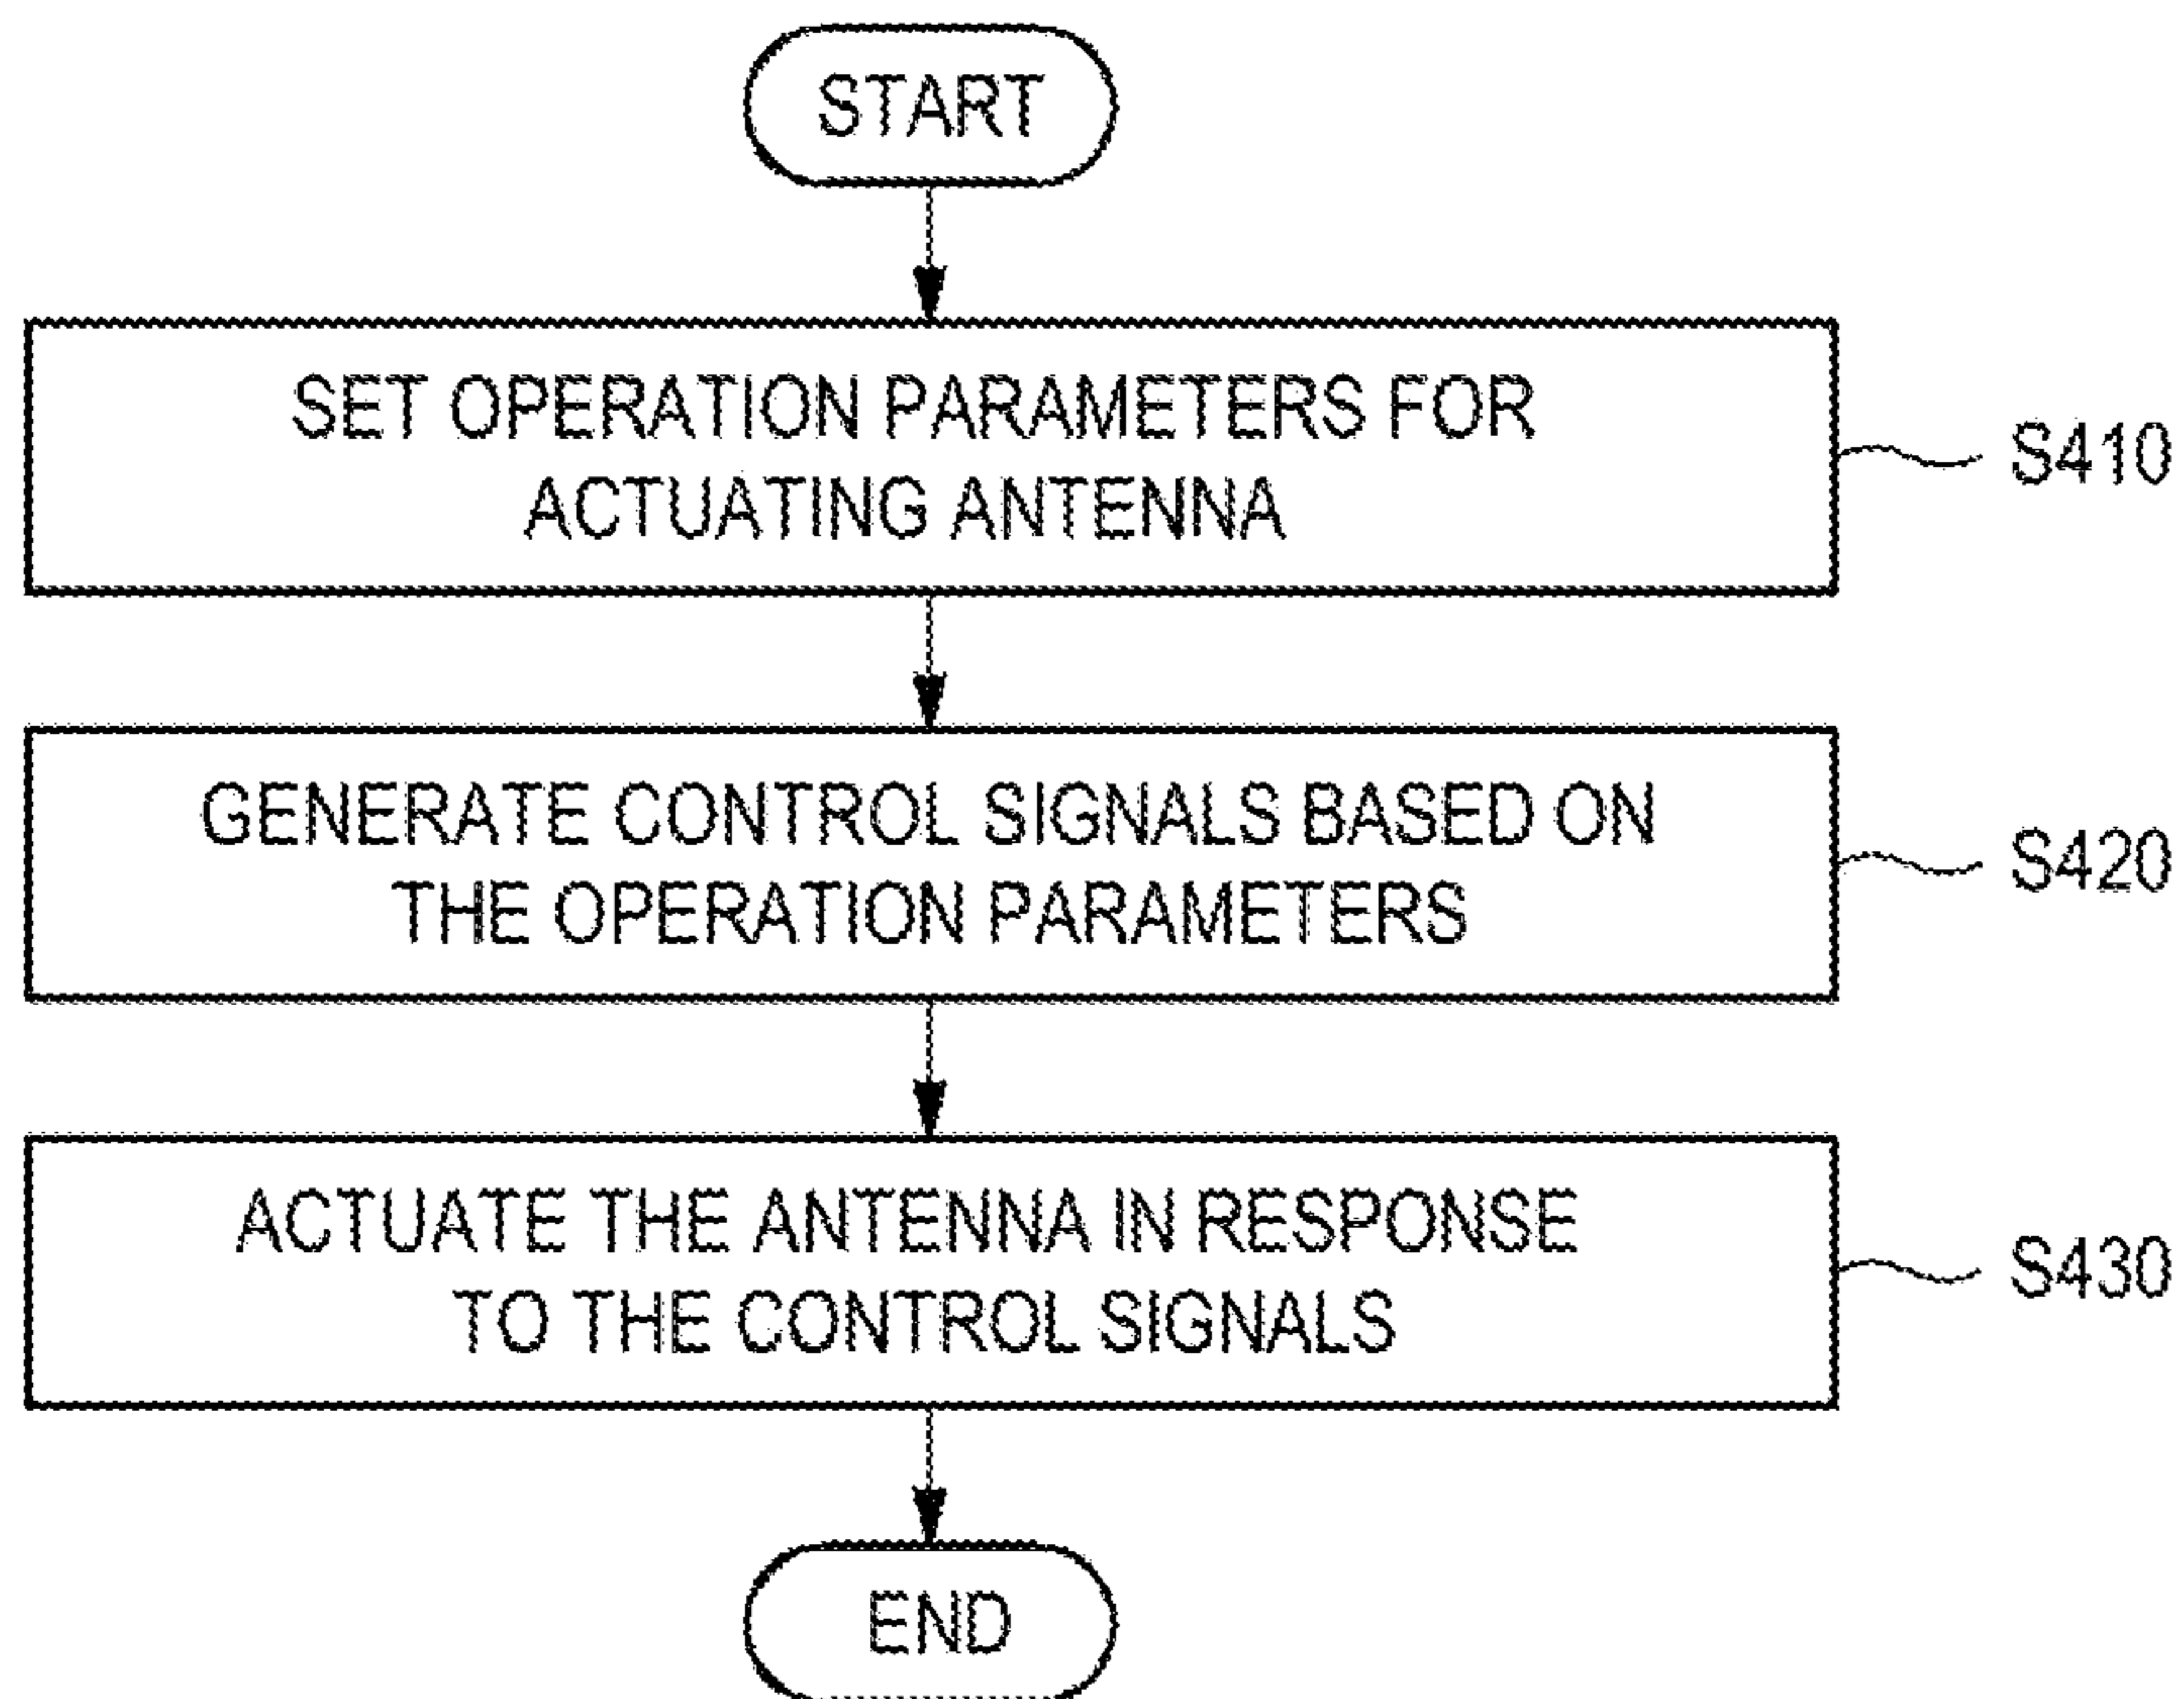 START
SET OPERATION PARAMETERS FOR
ACTUATING ANTENNA
S410
GENERATE CONTROL SIGNALS BASED ON
THE OPERATION PARAMETERS
S420
ACTUATE THE ANTENNA IN RESPONSE
TO THE CONTROL SIGNALS
S430
END